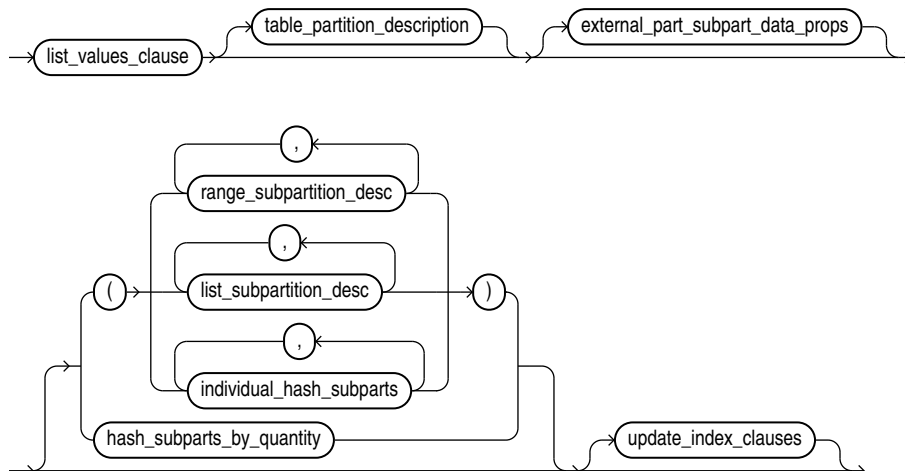 table_partition_description
external_part_subpart_data_props
list_values_clause
,
range_subpartition_desc
,
(
list_subpartition_desc
)
,
individual_hash_subparts
hash_subparts_by_quantity
update_index_clauses